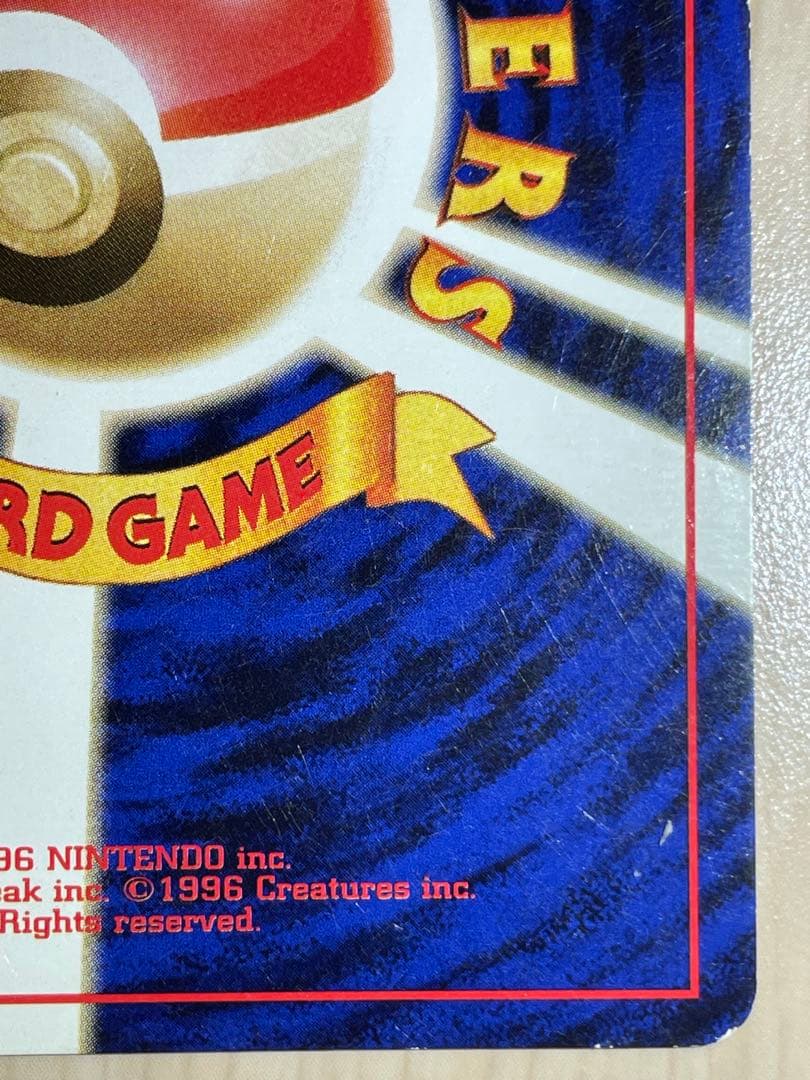 ERS
RD GAME
96 NINTENDO inc.
eak inc. ©1996 Creatures inc.
Rights reserved.